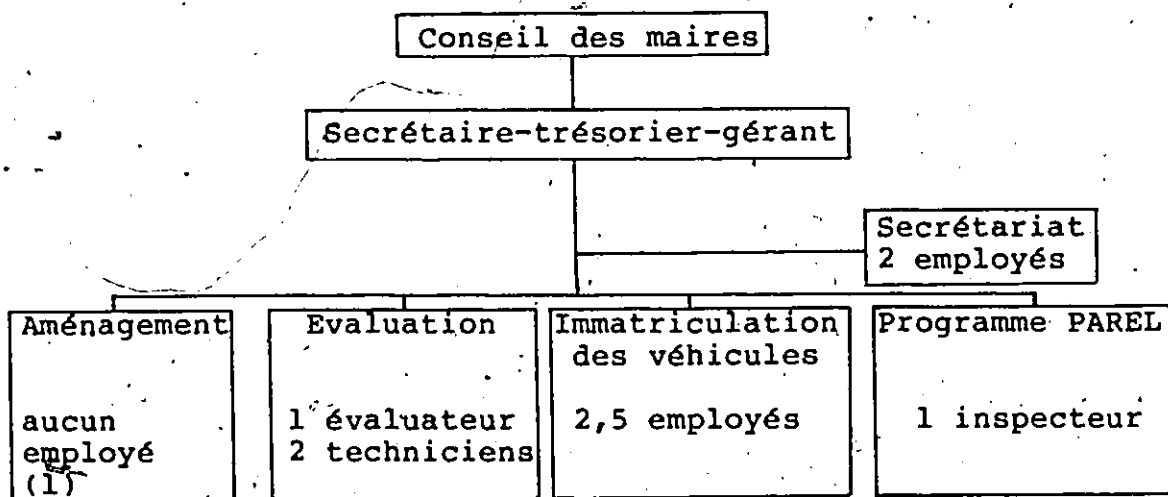 Conseil des maires
Secrétaire-trésorier-gérant
Secrétariat
2 employés
Aménagement
aucun
employé
(1)
Evaluation
1 évaluateur
2 techniciens
Immatriculation
des véhicules
2,5 employés
Programme PAREL
1 inspecteur